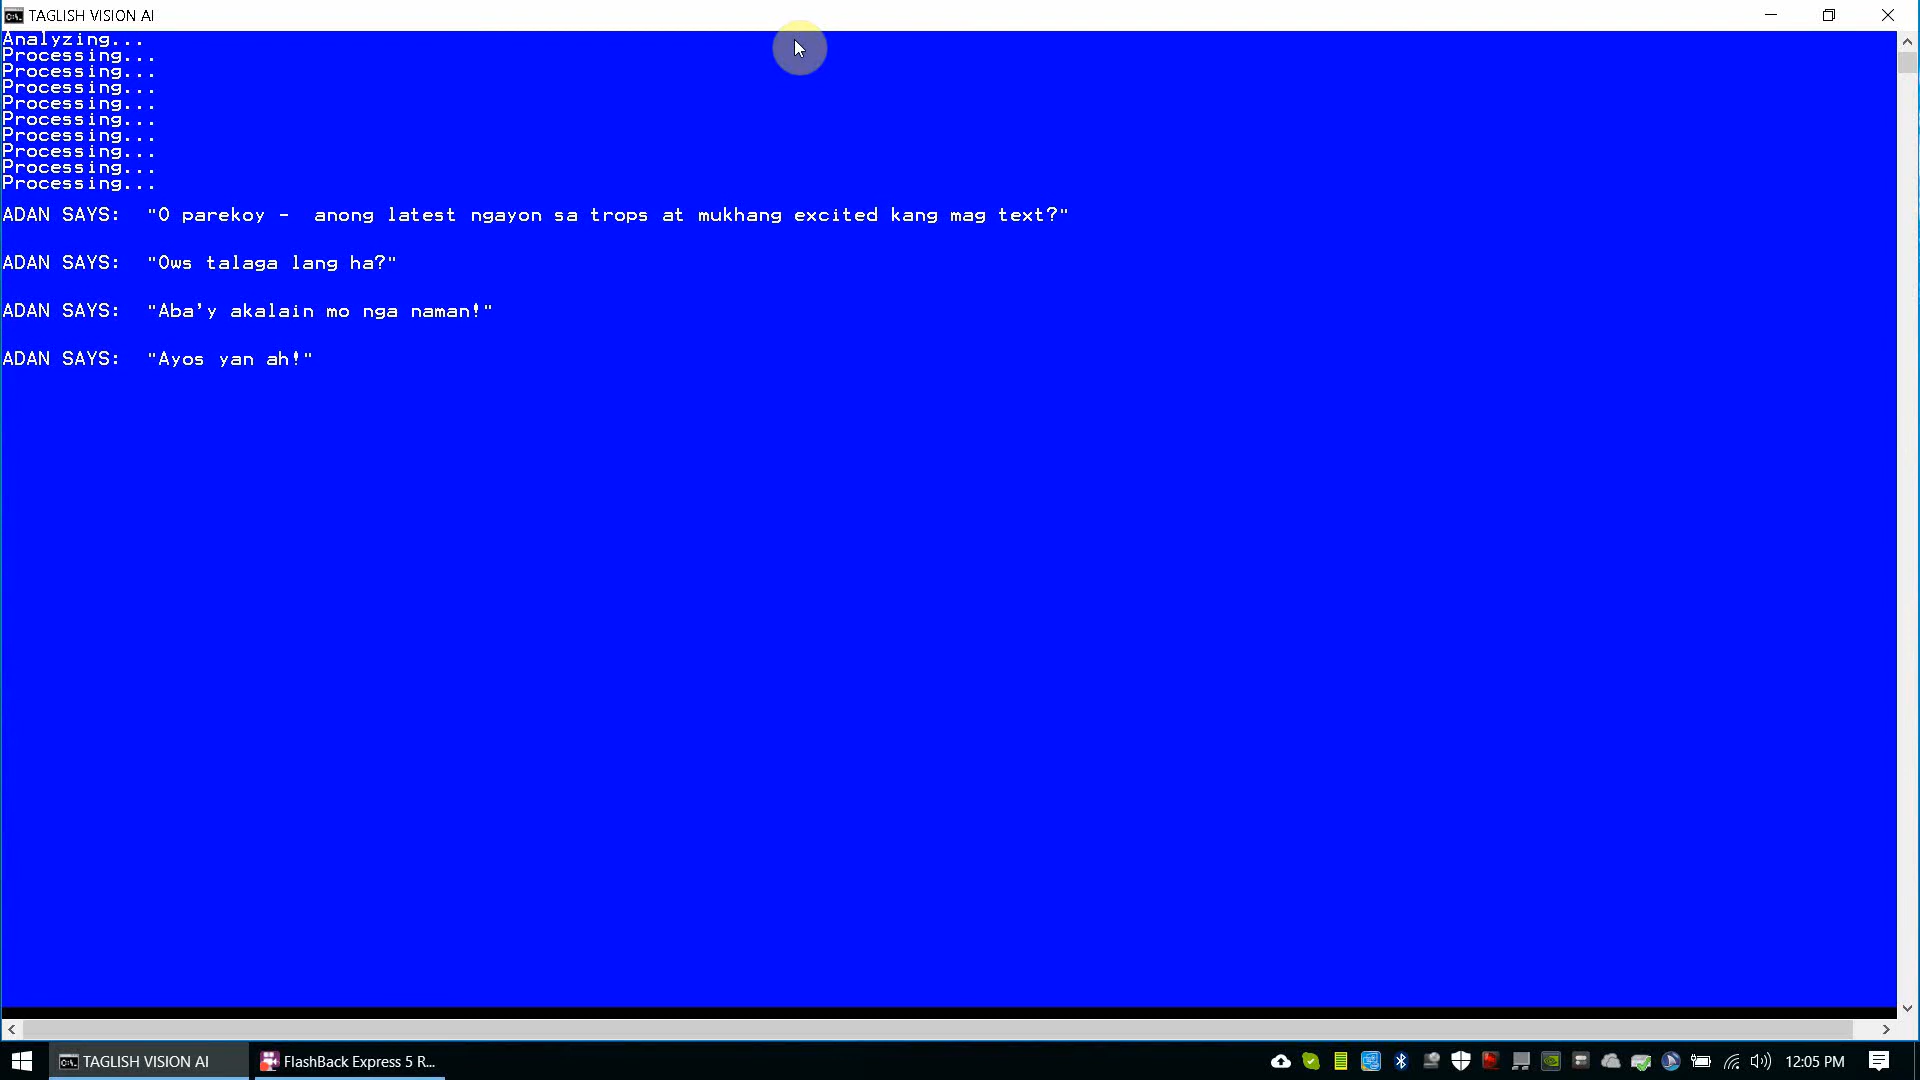 TAGLISH VISION AI
Analyzing...
Processing...
Processing...
Processing...
Processing...
Processing...
Processing...
Processing...
Processing...
Processing...
ADAN SAYS:  "O parekoy -  anong latest ngayon sa trops at mukhang excited kang mag text?"
ADAN SAYS:  "Ows talaga lang ha?"
ADAN SAYS:  "Aba'y akalain mo nga naman!"
ADAN SAYS:  "Ayos yan ah!"
TAGLISH VISION AI
FlashBack Express 5 R...
12:05 PM